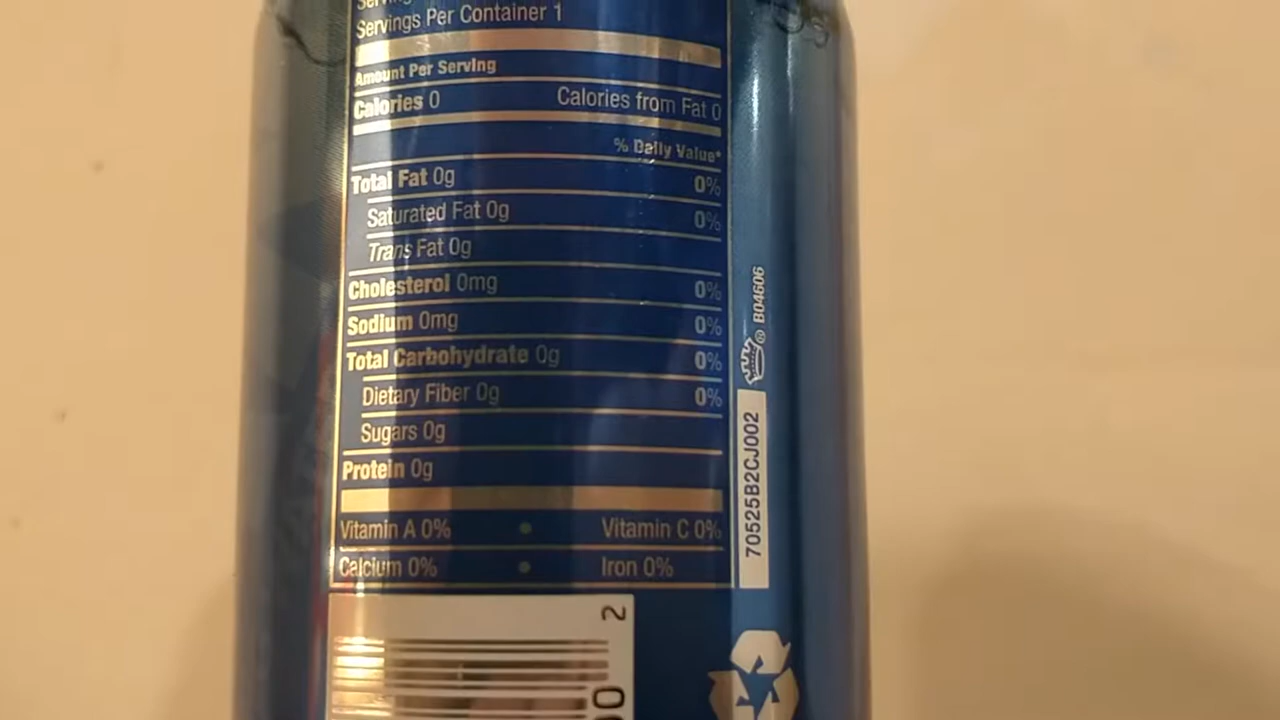 Serving
Servings Per Container 1
Amount Per Serving
Calories 0 Calories from Fat 0
% Daily Value*
Total Fat 0g 0%
Saturated Fat 0g 0%
Trans Fat 0g
Cholesterol 0mg 0%
Sodium 0mg 0%
Total Carbohydrate 0g 0%
Dietary Fiber 0g 0%
Sugars 0g
Protein 0g
Vitamin A 0% • Vitamin C 0%
Calcium 0% • Iron 0%
® B04606
70525B2CJ002
2
0